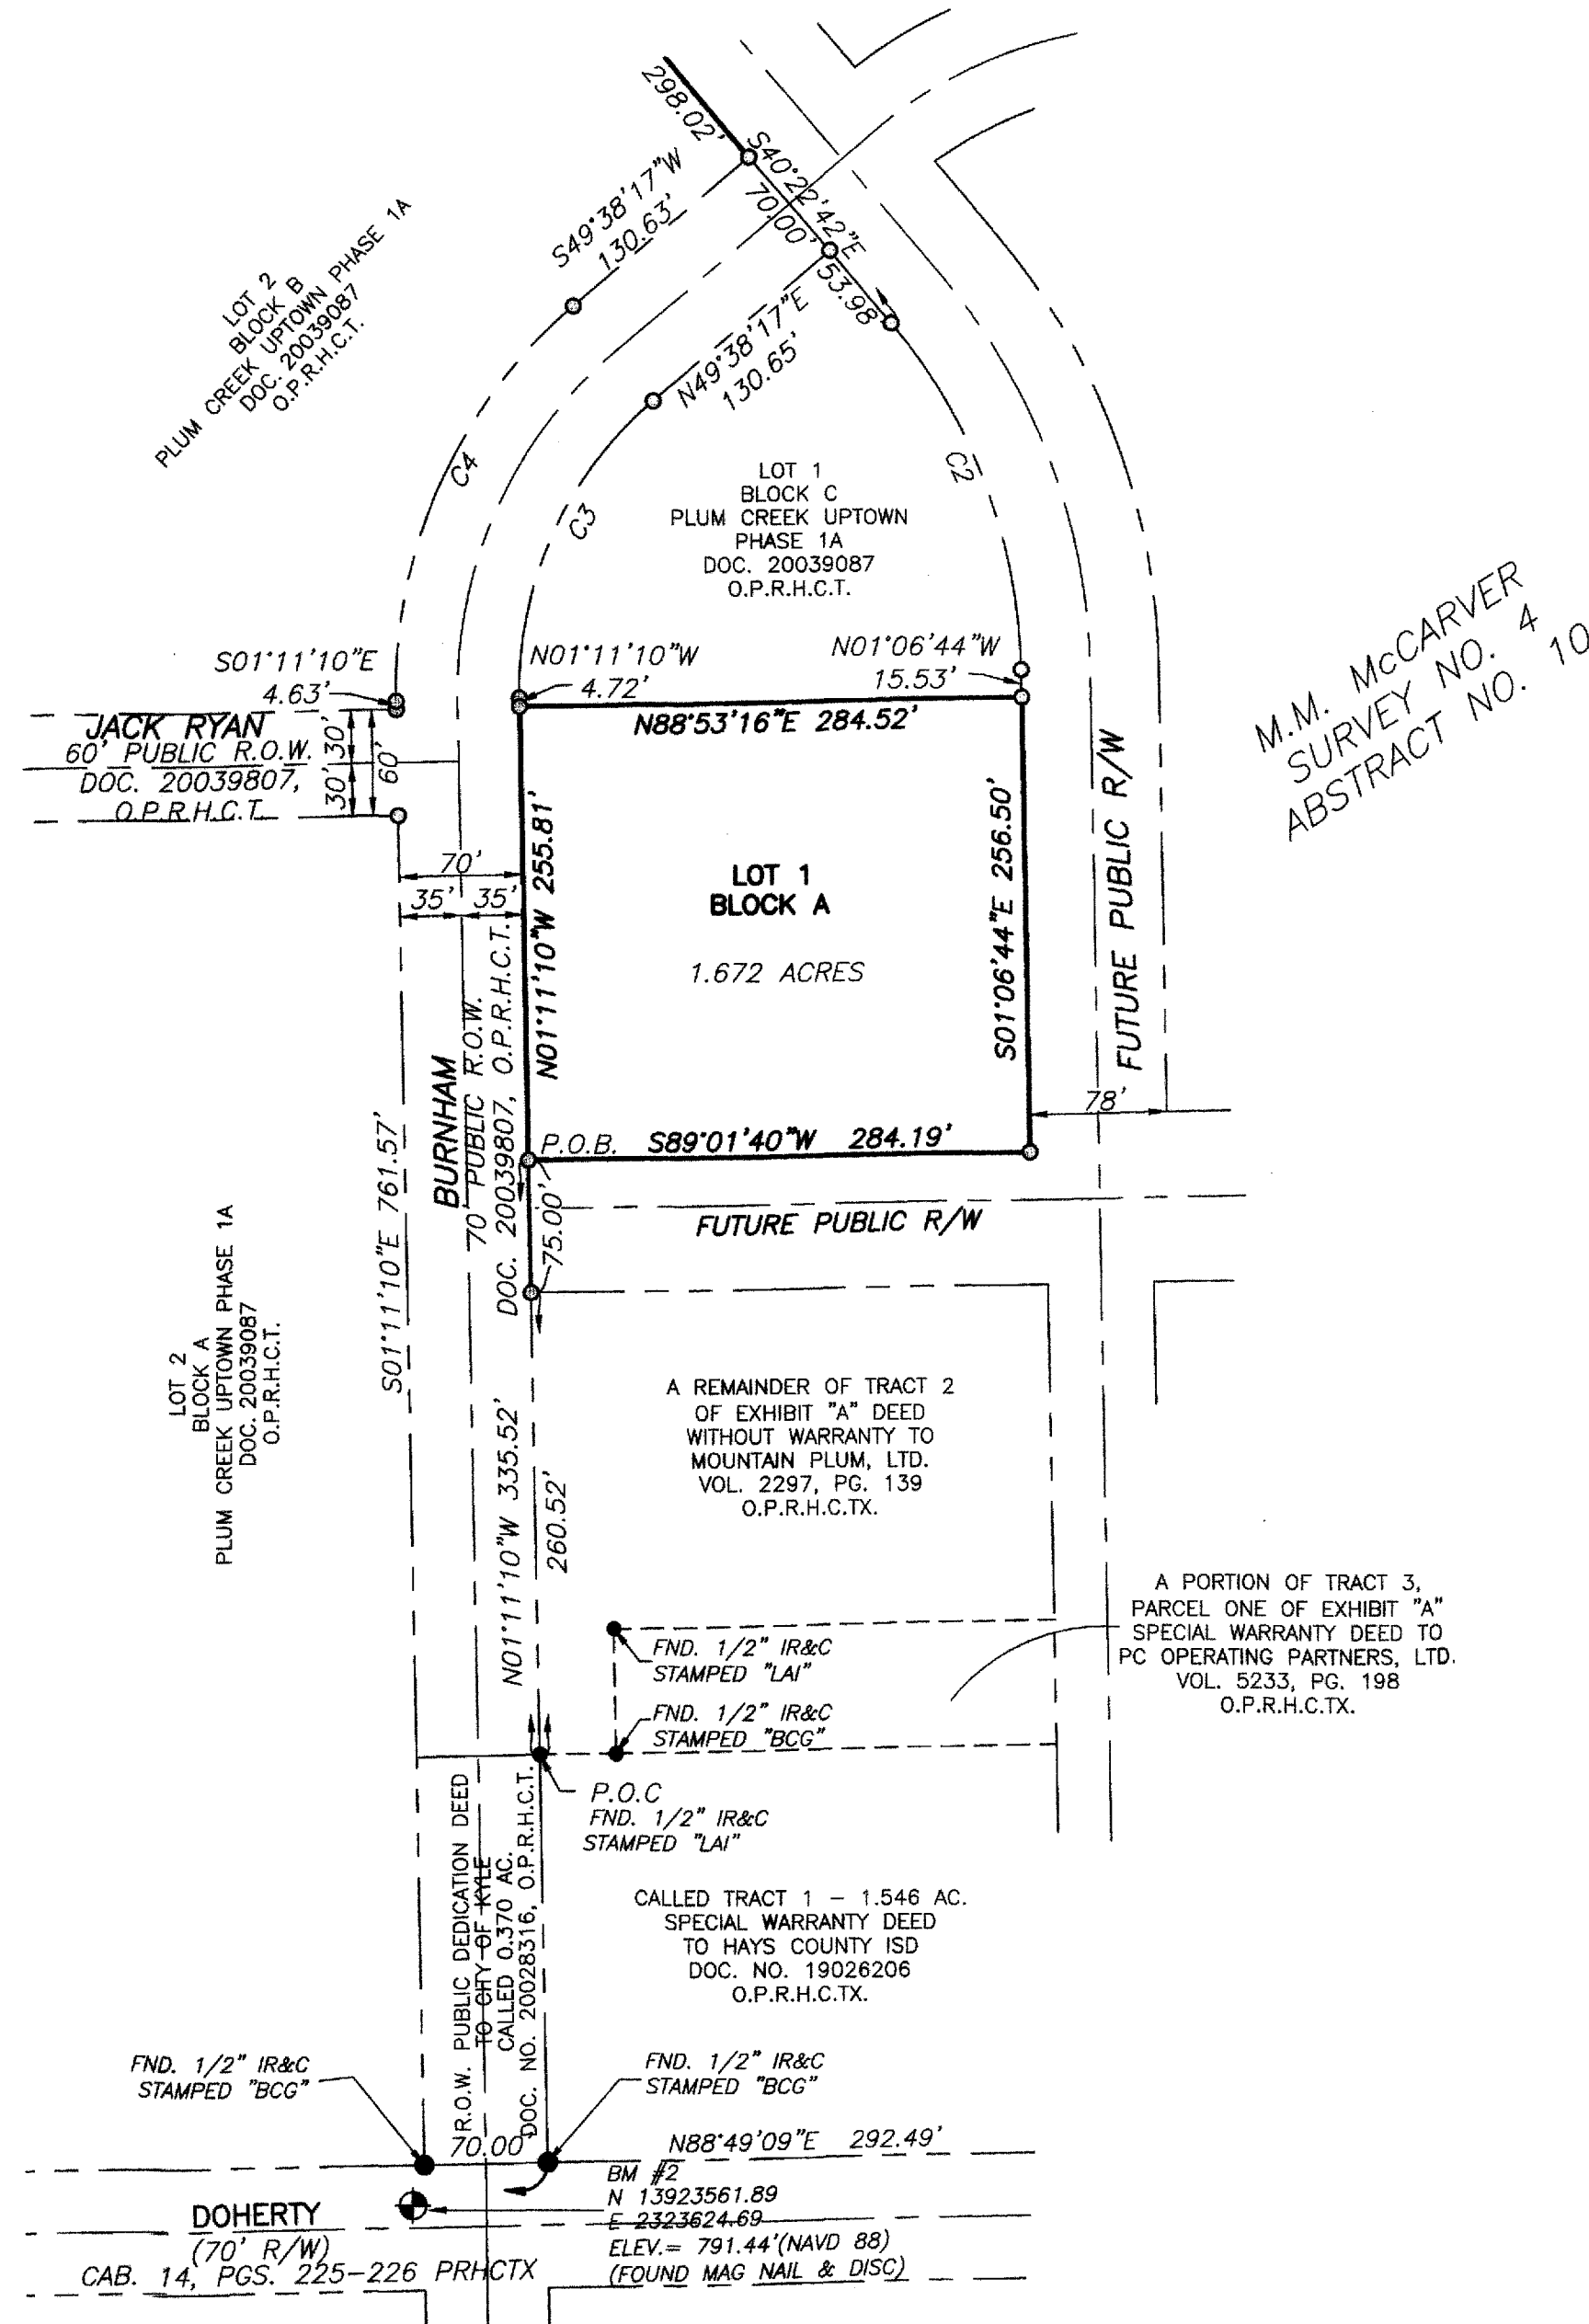 298.02'
S40°22'42"E
70.00'
53.98
S49°38'17"W
130.63'
N49°38'17"E
130.65'
LOT 2
BLOCK B
PLUM CREEK UPTOWN PHASE 1A
DOC. 20039087
O.P.R.H.C.T.
C4
C3
C2
LOT 1
BLOCK C
PLUM CREEK UPTOWN
PHASE 1A
DOC. 20039087
O.P.R.H.C.T.
M.M. McCARVER
SURVEY NO. 4
ABSTRACT NO. 10
S01°11'10"E
4.63'
N01°11'10"W
4.72'
N01°06'44"W
15.53'
N88°53'16"E 284.52'
JACK RYAN
60' PUBLIC R.O.W.
DOC. 20039807,
O.P.R.H.C.T.
30'
30'
60'
70'
35'
35'
N01°11'10"W 255.81'
LOT 1
BLOCK A
1.672 ACRES
S01°06'44"E 256.50'
FUTURE PUBLIC R/W
78'
BURNHAM
70' PUBLIC R.O.W.
DOC. 20039807, O.P.R.H.C.T.
P.O.B.
S89°01'40"W 284.19'
75.00'
FUTURE PUBLIC R/W
S01°11'10"E 761.57'
LOT 2
BLOCK A
PLUM CREEK UPTOWN PHASE 1A
DOC. 20039087
O.P.R.H.C.T.
N01°11'10"W 335.52'
260.52'
A REMAINDER OF TRACT 2
OF EXHIBIT "A" DEED
WITHOUT WARRANTY TO
MOUNTAIN PLUM, LTD.
VOL. 2297, PG. 139
O.P.R.H.C.TX.
A PORTION OF TRACT 3,
PARCEL ONE OF EXHIBIT "A"
SPECIAL WARRANTY DEED TO
PC OPERATING PARTNERS, LTD.
VOL. 5233, PG. 198
O.P.R.H.C.TX.
FND. 1/2" IR&C
STAMPED "LAI"
FND. 1/2" IR&C
STAMPED "BCG"
P.O.C
FND. 1/2" IR&C
STAMPED "LAI"
R.O.W. PUBLIC DEDICATION DEED
TO CITY OF KYLE
CALLED 0.370 AC.
DOC. NO. 20028316, O.P.R.H.C.T.
CALLED TRACT 1 - 1.546 AC.
SPECIAL WARRANTY DEED
TO HAYS COUNTY ISD
DOC. NO. 19026206
O.P.R.H.C.TX.
FND. 1/2" IR&C
STAMPED "BCG"
FND. 1/2" IR&C
STAMPED "BCG"
70.00'
N88°49'09"E 292.49'
BM #2
N 13923561.89
E 2323624.69
ELEV.= 791.44'(NAVD 88)
(FOUND MAG NAIL & DISC)
DOHERTY
(70' R/W)
CAB. 14, PGS. 225-226 PRHCTX